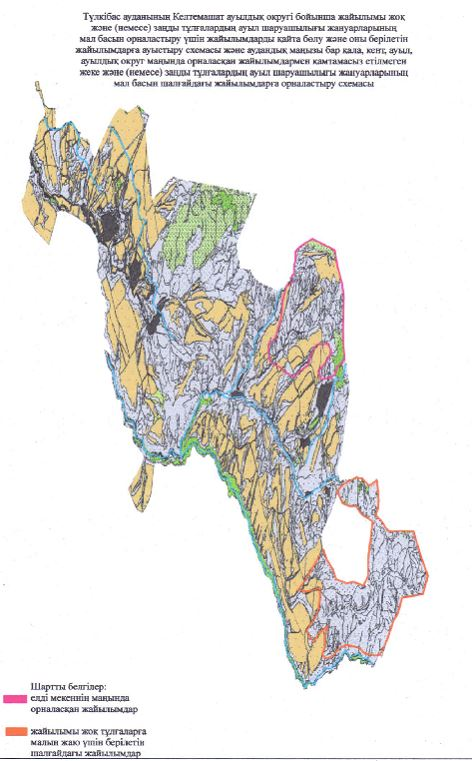 Түлкібас ауданының Келтемашат ауылдық округі бойынша жайылымы жоқ
және (немесе) заңды тұлғалардың ауыл шаруашылығы жануарларының
мал басын орналастыру үшін жайылымдарды қайта бөлу және оны берілетін
жайылымдарға ауыстыру схемасы және аудандық маңызы бар қала, кент, ауыл,
ауылдық округ маңында орналасқан жайылымдармен қамтамасыз етілмеген
жеке және (немесе) заңды тұлғалардың ауыл шаруашылығы жануарларының
мал басын шалғайдағы жайылымдарға орналастыру схемасы
Шартты белгілер:
елді мекеннің маңында
орналасқан жайылымдар
жайылымы жоқ тұлғаларға
малын жаю үшін берілетін
шалғайдағы жайылымдар